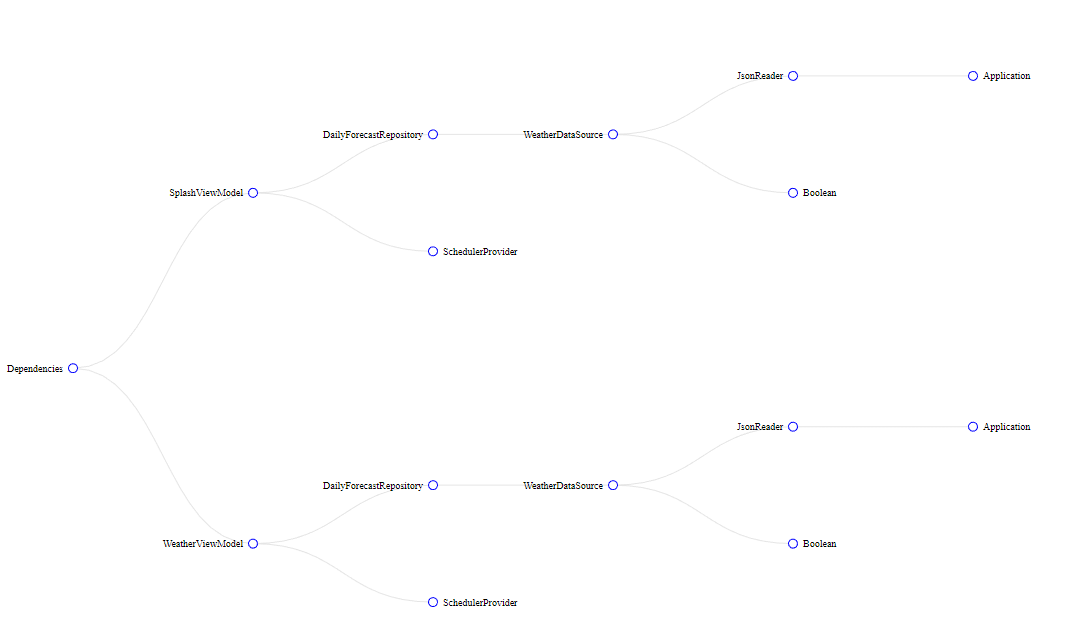 JsonReader
Application
DailyForecastRepository
WeatherDataSource
SplashViewModel
Boolean
SchedulerProvider
Dependencies
JsonReader
Application
DailyForecastRepository
WeatherDataSource
WeatherViewModel
Boolean
SchedulerProvider